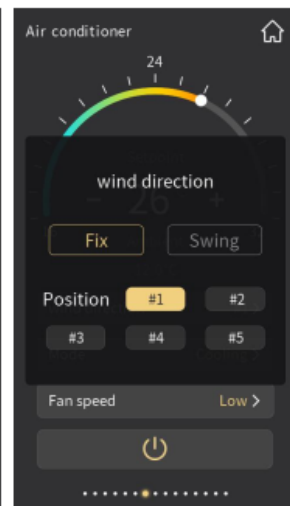 Air conditioner
24
wind direction
- 26 +
Fix Swing
Position #1 #2
#3 #4 #5
Fan speed Low >